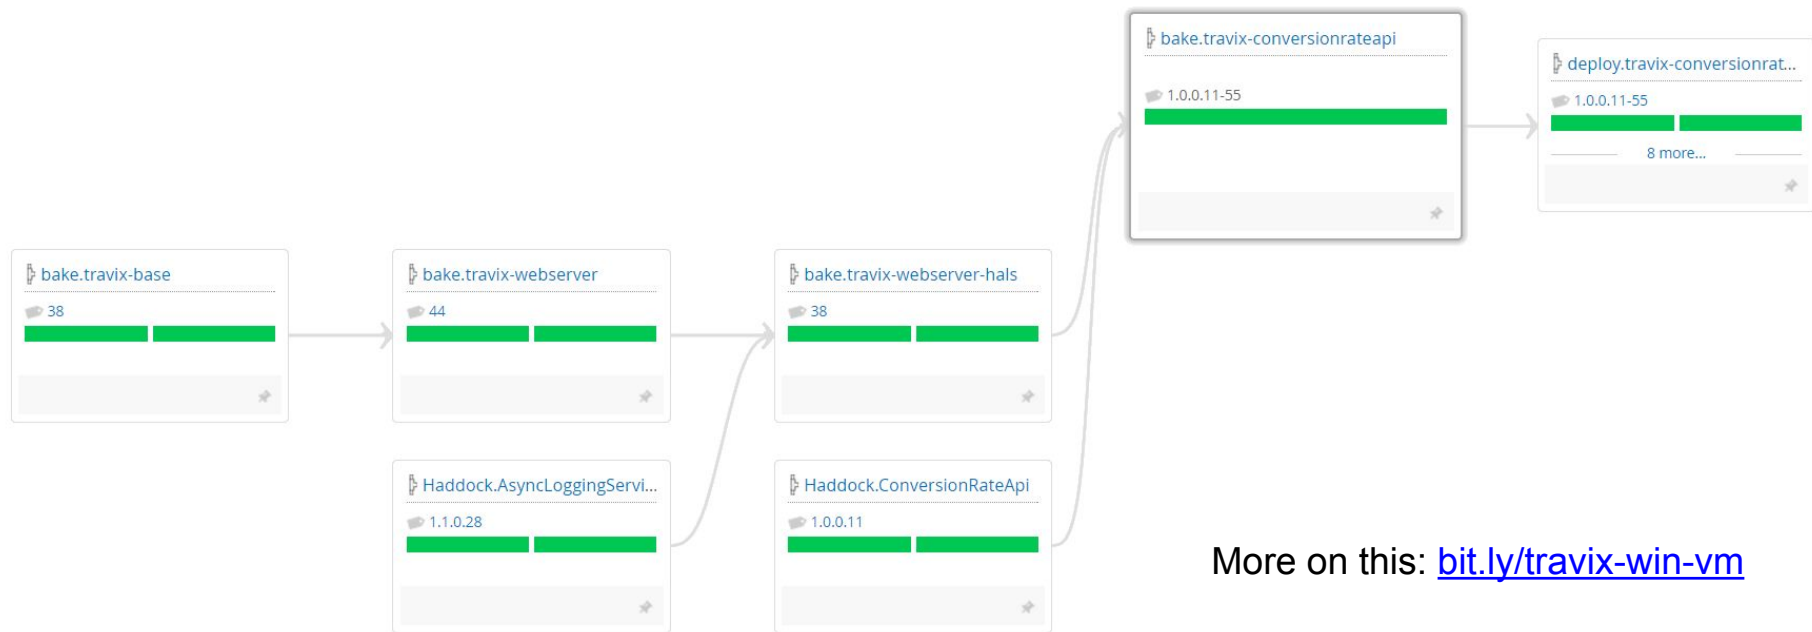 bake.travix-conversionrateapi
1.0.0.11-55
deploy.travix-conversionrat...
1.0.0.11-55
8 more...
bake.travix-base
38
bake.travix-webserver
44
bake.travix-webserver-hals
38
Haddock.AsyncLoggingServi...
1.1.0.28
Haddock.ConversionRateApi
1.0.0.11
More on this: bit.ly/travix-win-vm